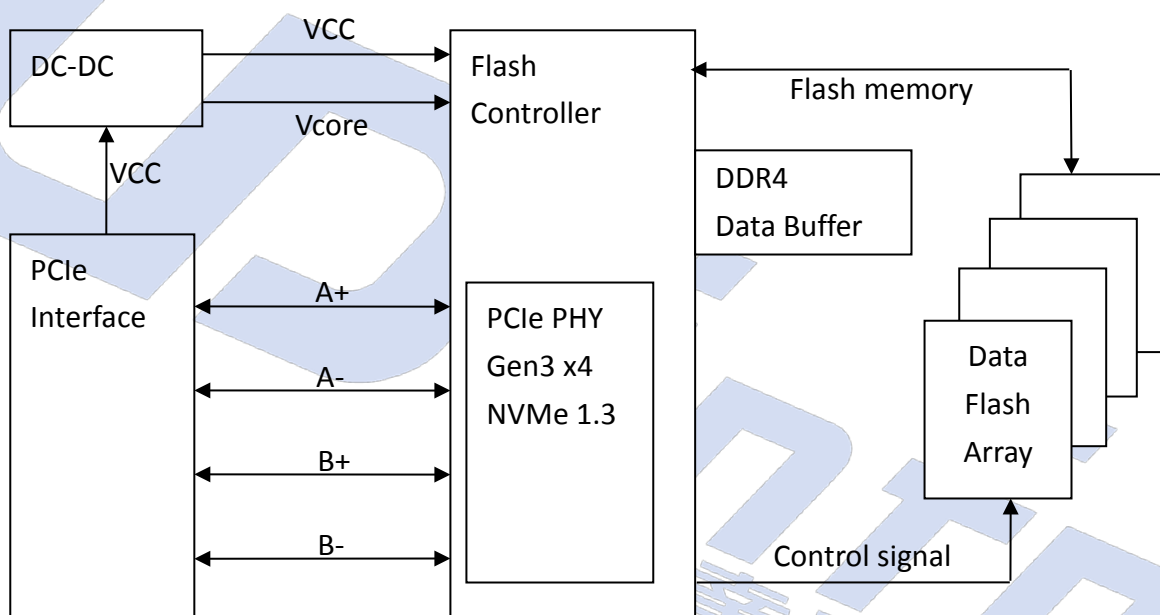 VCC
DC-DC
Flash
Controller
Flash memory
Vcore
VCC
DDR4
Data Buffer
PCIe
Interface
A+
PCIe PHY
Gen3 x4
NVMe 1.3
A-
Data
Flash
Array
B+
B-
Control signal